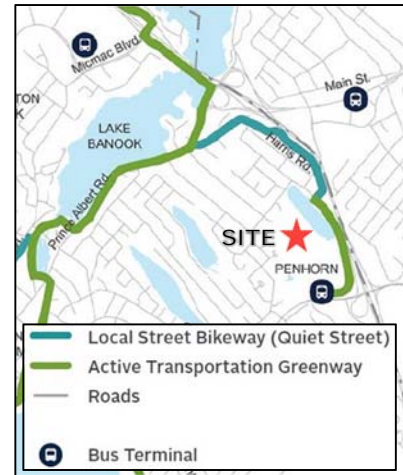 Micmac Blvd.
Main St.
TON
LAKE
BANOOK
Harris Rd.
Prince Albert Rd.
SITE
PENHORN
Local Street Bikeway (Quiet Street)
Active Transportation Greenway
Roads
Bus Terminal